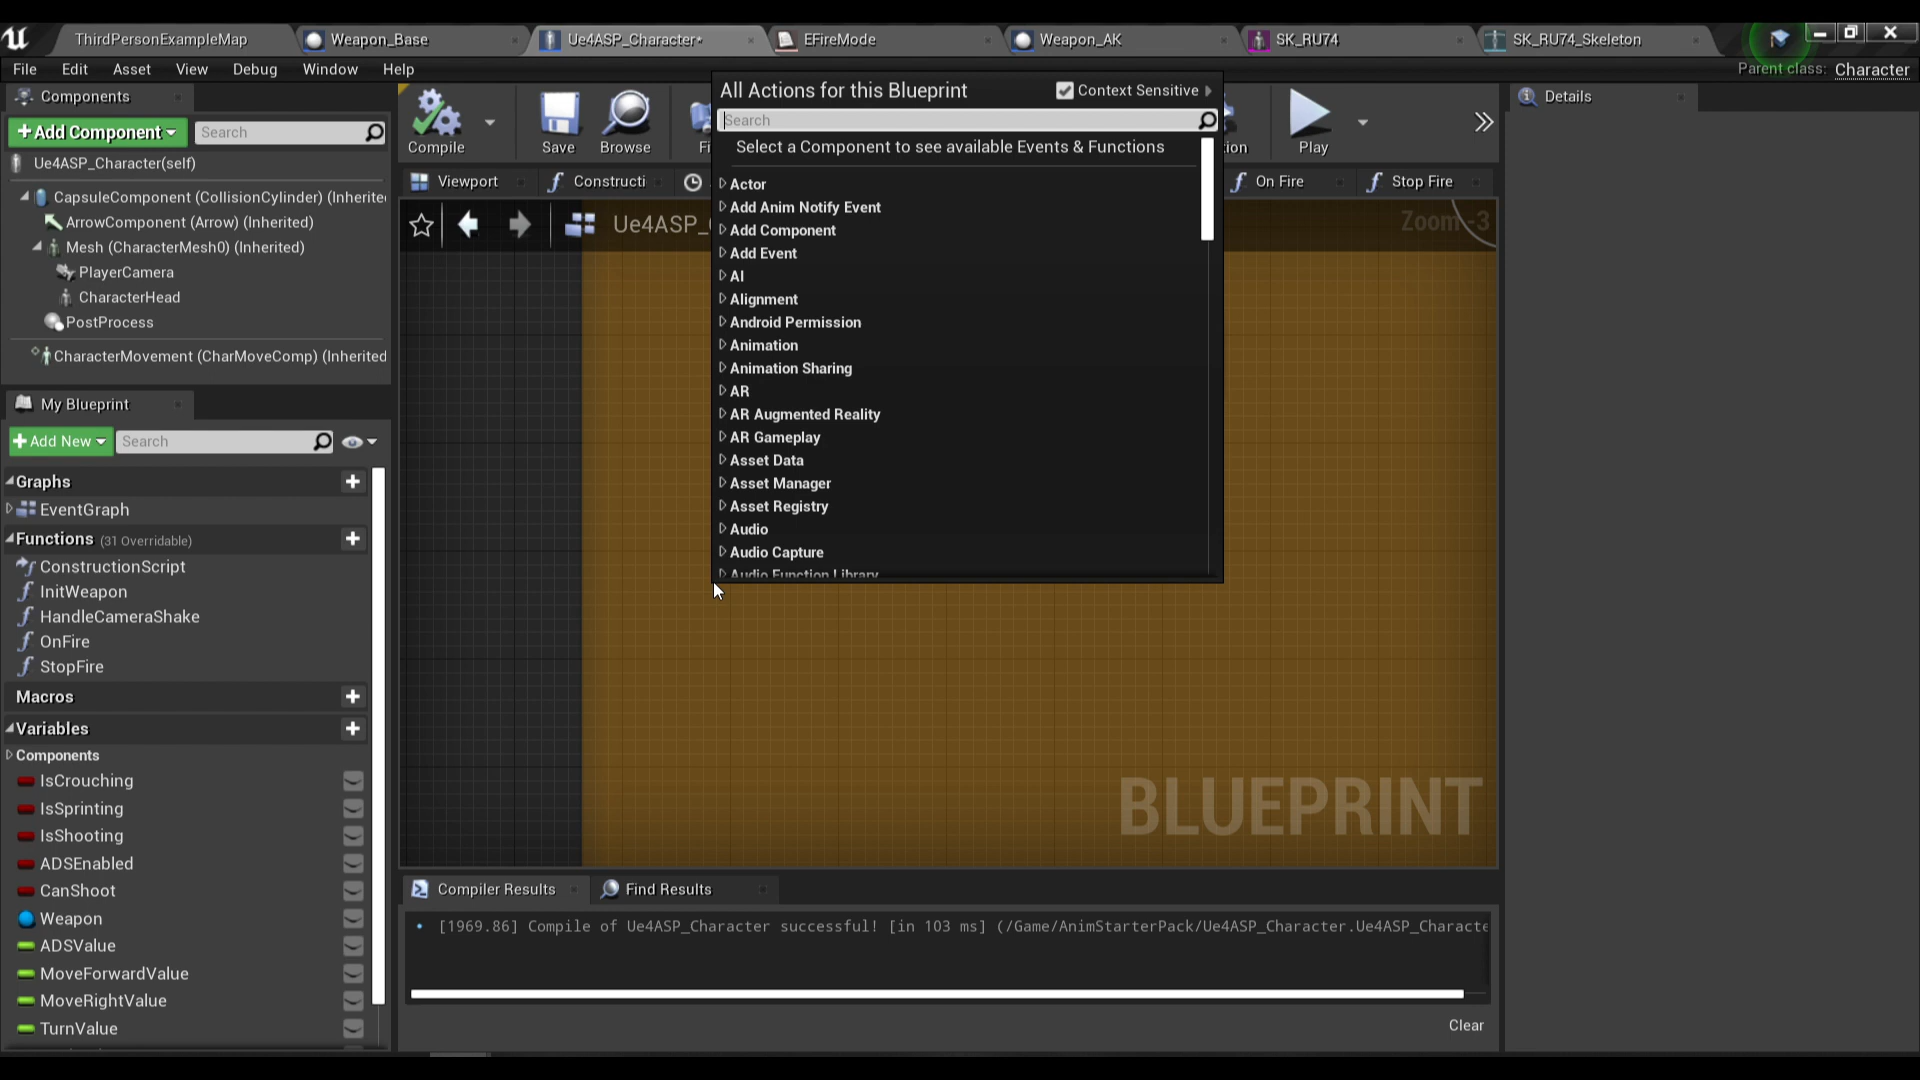 ThirdPersonExampleMap
Weapon_Base
Ue4ASP_Character*
EFireMode
Weapon_AK
SK_RU74
SK_RU74_Skeleton
File Edit Asset View Debug Window Help
Parent class: Character
Components
+Add Component
Search
Ue4ASP_Character(self)
CapsuleComponent (CollisionCylinder) (Inherite
ArrowComponent (Arrow) (Inherited)
Mesh (CharacterMesh0) (Inherited)
PlayerCamera
CharacterHead
PostProcess
CharacterMovement (CharMoveComp) (Inherited
My Blueprint
+Add New
Search
Graphs
EventGraph
Functions (31 Overridable)
ConstructionScript
InitWeapon
HandleCameraShake
OnFire
StopFire
Macros
Variables
Components
IsCrouching
IsSprinting
IsShooting
ADSEnabled
CanShoot
Weapon
ADSValue
MoveForwardValue
MoveRightValue
TurnValue
Compile
Save
Browse
Fi
tion
Play
Viewport
Constructi
On Fire
Stop Fire
Ue4ASP_
Zoom -3
All Actions for this Blueprint
Context Sensitive
Search
Select a Component to see available Events & Functions
Actor
Add Anim Notify Event
Add Component
Add Event
AI
Alignment
Android Permission
Animation
Animation Sharing
AR
AR Augmented Reality
AR Gameplay
Asset Data
Asset Manager
Asset Registry
Audio
Audio Capture
Audio Function Library
BLUEPRINT
Compiler Results
Find Results
[1969.86] Compile of Ue4ASP_Character successful! [in 103 ms] (/Game/AnimStarterPack/Ue4ASP_Character.Ue4ASP_Characte
Clear
Details